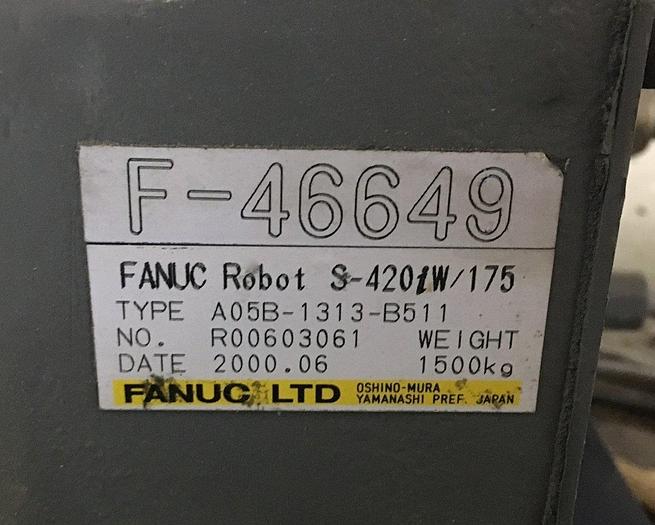 F-46649
FANUC Robot S-420iW/175
TYPE A05B-1313-B511
NO. R00603061 WEIGHT
DATE 2000.06 1500kg
FANUC LTD OSHINO-MURA
YAMANASHI PREF. JAPAN